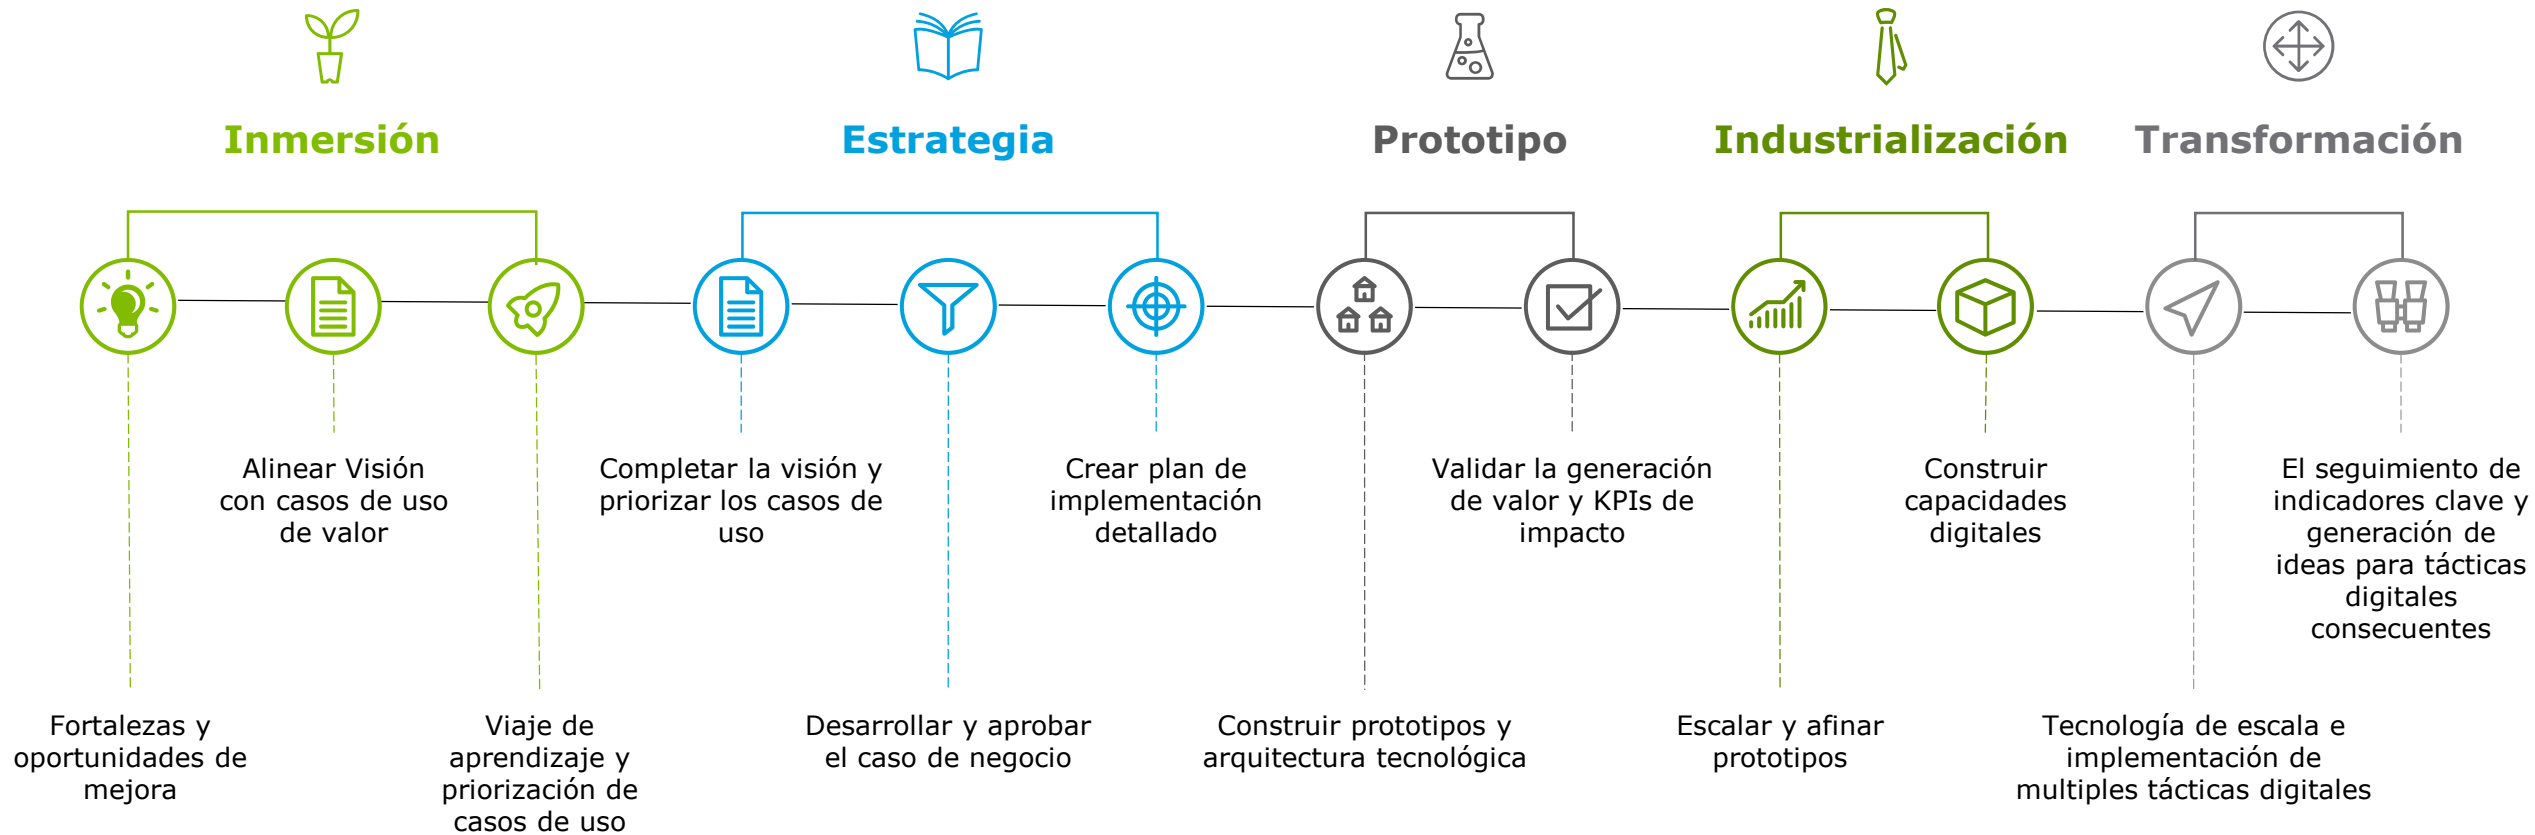 Inmersión
Estrategia
Prototipo
Industrialización
Transformación
Alinear Visión
con casos de uso
de valor
Completar la visión y
priorizar los casos de
uso
Crear plan de
implementación
detallado
Validar la generación
de valor y KPIs de
impacto
Construir
capacidades
digitales
El seguimiento de
indicadores clave y
generación de
ideas para tácticas
digitales
consecuentes
Fortalezas y
oportunidades de
mejora
Viaje de
aprendizaje y
priorización de
casos de uso
Desarrollar y aprobar
el caso de negocio
Construir prototipos y
arquitectura tecnológica
Escalar y afinar
prototipos
Tecnología de escala e
implementación de
multiples tácticas digitales